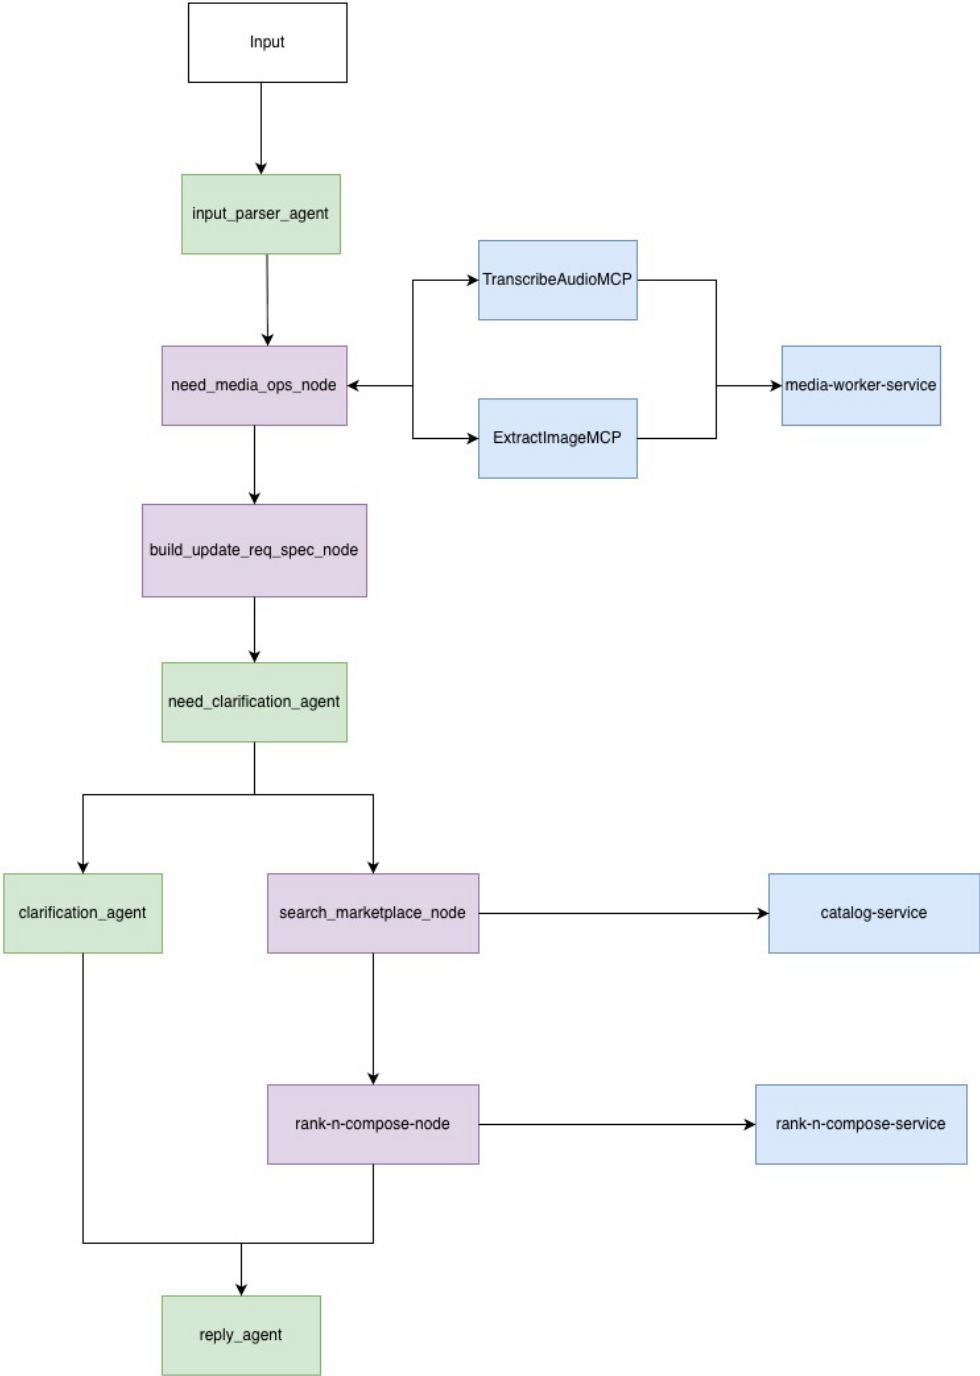 Input
input_parser_agent
TranscribeAudioMCP
need_media_ops_node
media-worker-service
ExtractImageMCP
build_update_req_spec_node
need_clarification_agent
clarification_agent
search_marketplace_node
catalog-service
rank-n-compose-node
rank-n-compose-service
reply_agent